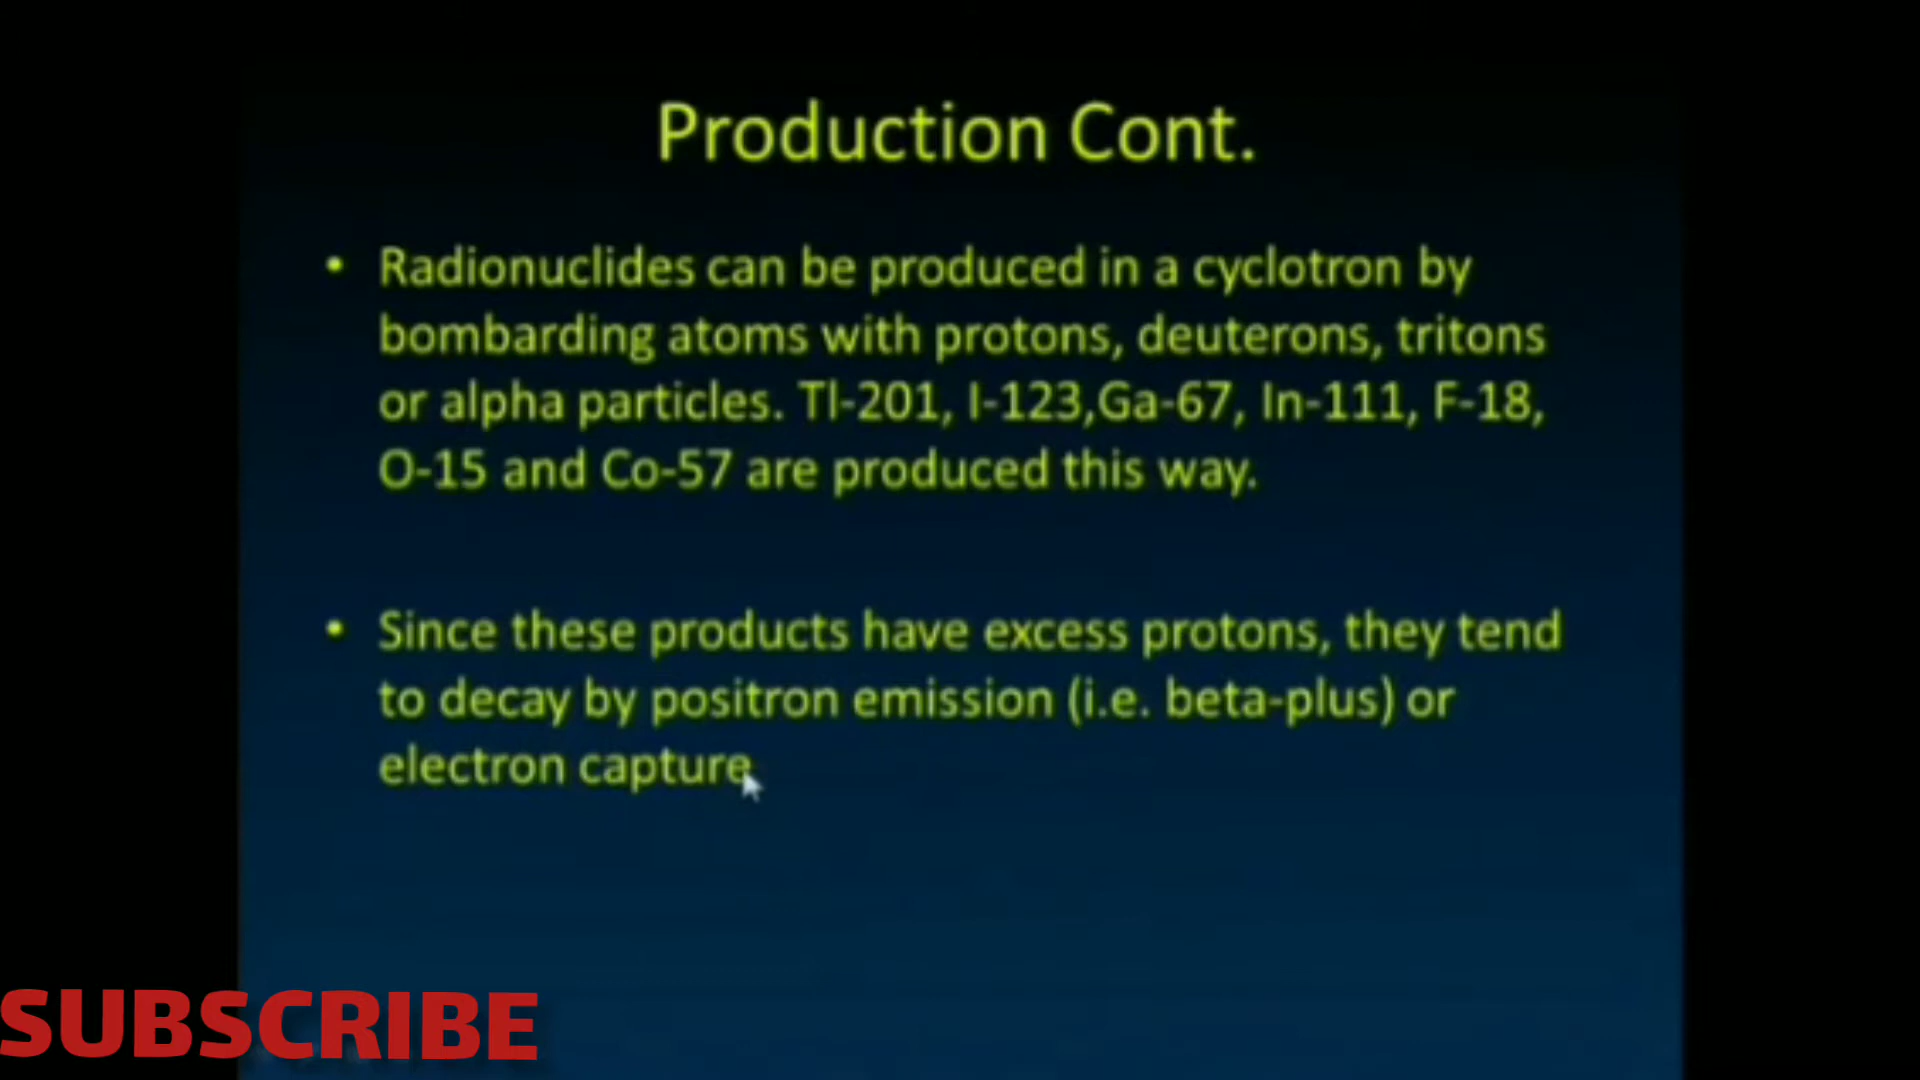 Production Cont.
• Radionuclides can be produced in a cyclotron by
bombarding atoms with protons, deuterons, tritons
or alpha particles. Tl-201, I-123,Ga-67, In-111, F-18,
O-15 and Co-57 are produced this way.
• Since these products have excess protons, they tend
to decay by positron emission (i.e. beta-plus) or
electron capture
SUBSCRIBE